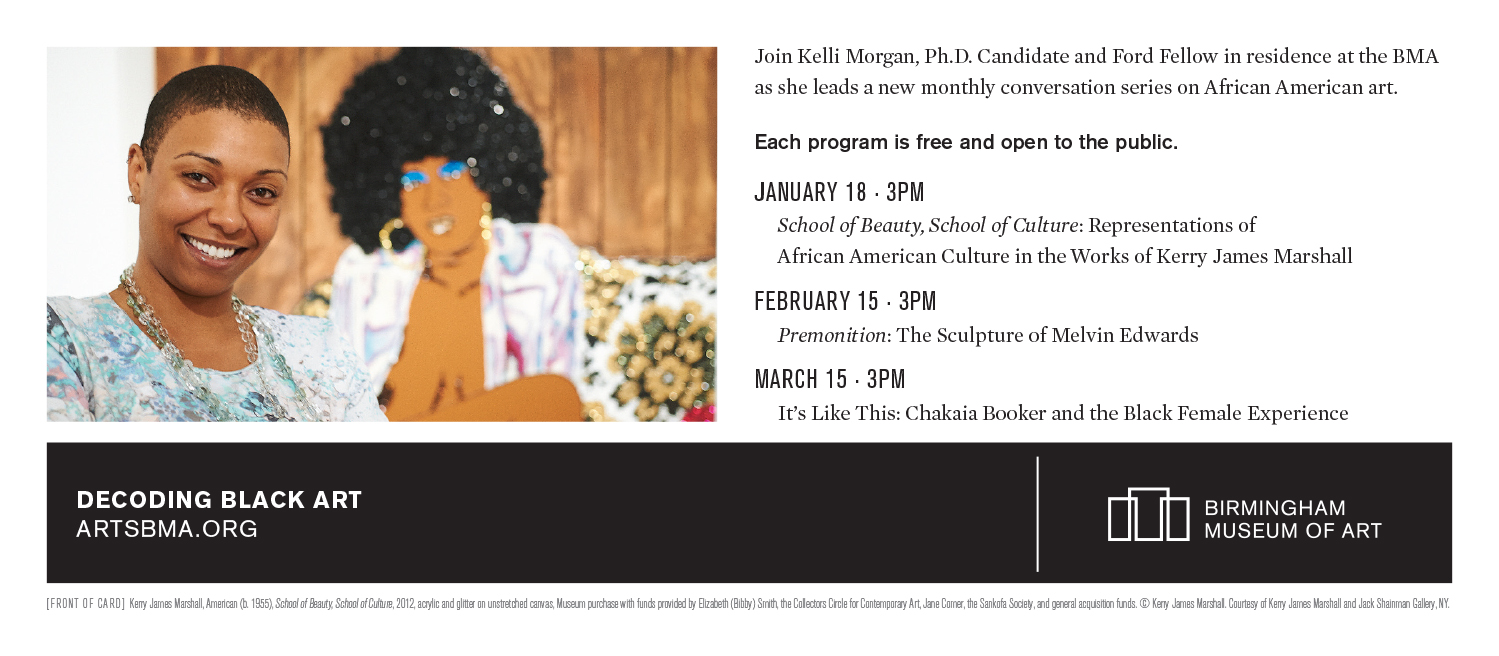 Join Kelli Morgan, Ph.D. Candidate and Ford Fellow in residence at the BMA
as she leads a new monthly conversation series on African American art.
Each program is free and open to the public.
JANUARY 18 · 3PM
School of Beauty, School of Culture: Representations of
African American Culture in the Works of Kerry James Marshall
FEBRUARY 15 · 3PM
Premonition: The Sculpture of Melvin Edwards
MARCH 15 · 3PM
It’s Like This: Chakaia Booker and the Black Female Experience
DECODING BLACK ART
ARTSBMA.ORG
BIRMINGHAM
MUSEUM OF ART
[FRONT OF CARD] Kerry James Marshall, American (b. 1955), School of Beauty, School of Culture, 2012, acrylic and glitter on unstretched canvas, Museum purchase with funds provided by Elizabeth (Bibby) Smith, the Collectors Circle for Contemporary Art, Jane Comer, the Sankofa Society, and general acquisition funds. © Kerry James Marshall. Courtesy of Kerry James Marshall and Jack Shainman Gallery, NY.